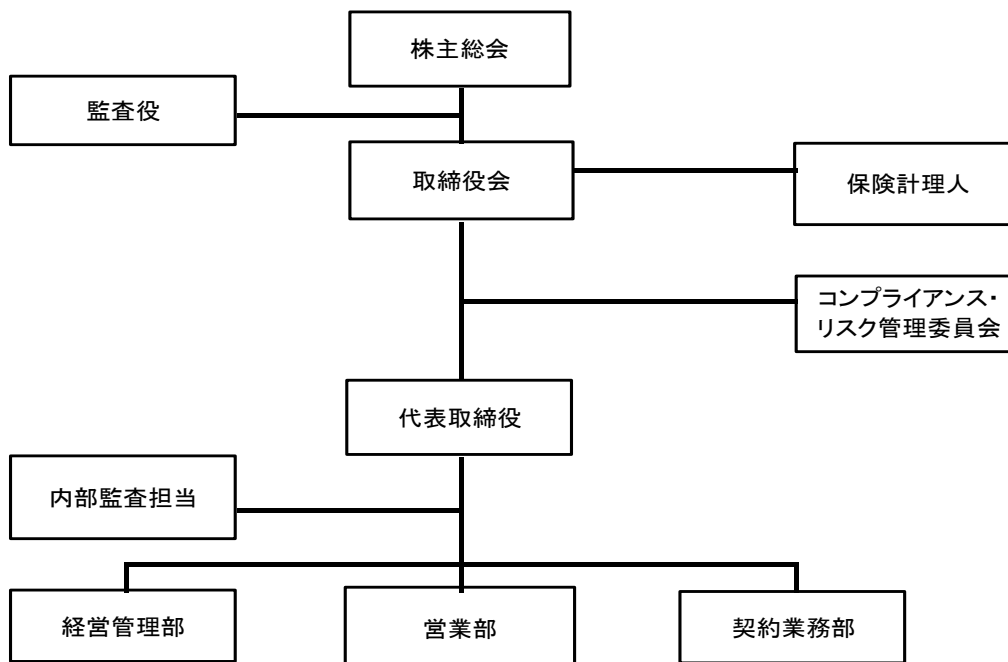 株主総会
監査役
取締役会
保険計理人
コンプライアンス・
リスク管理委員会
代表取締役
内部監査担当
経営管理部
営業部
契約業務部